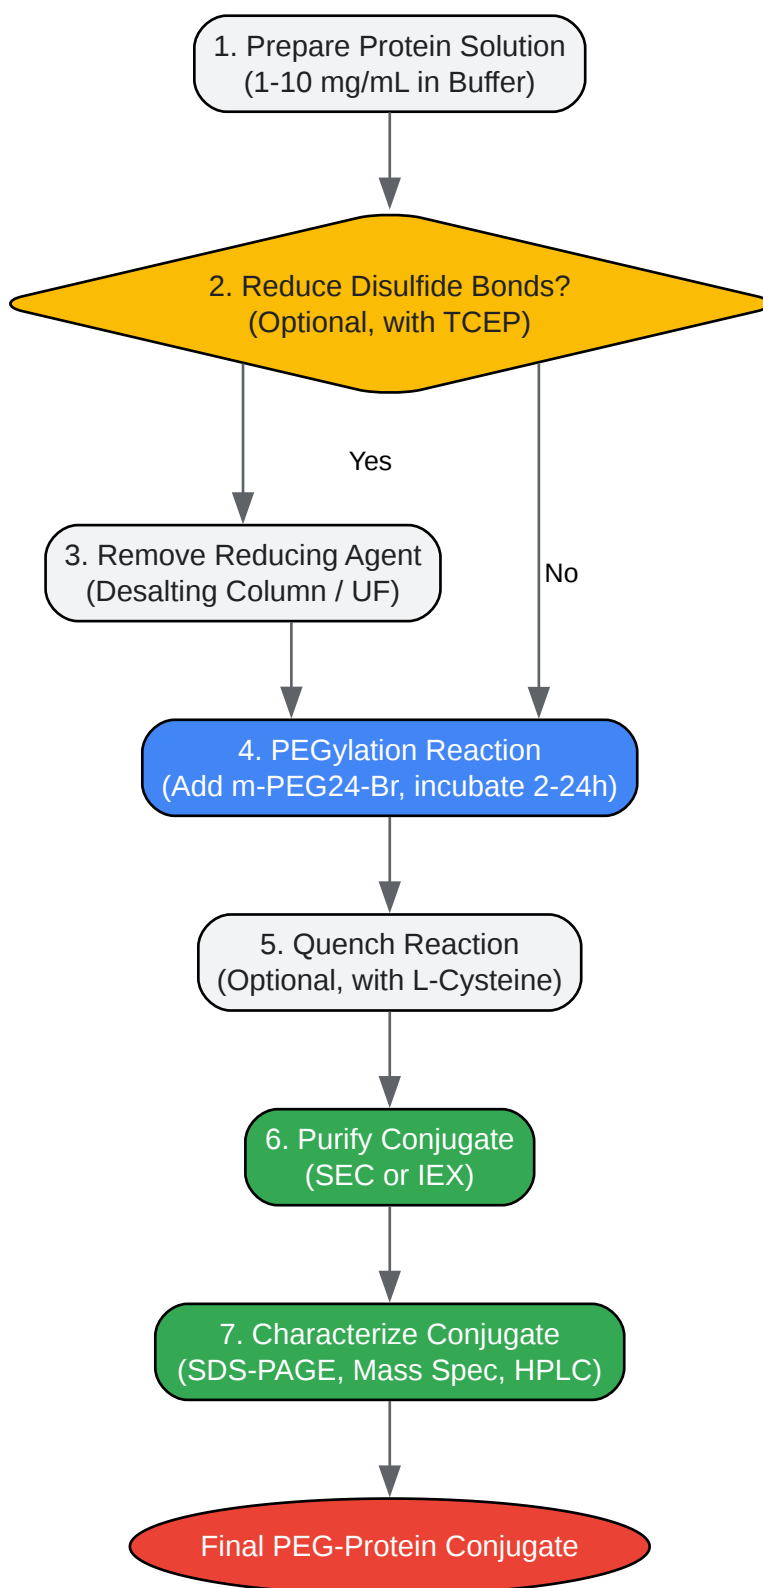 1. Prepare Protein Solution
(1-10 mg/mL in Buffer)
2. Reduce Disulfide Bonds?
(Optional, with TCEP)
Yes
3. Remove Reducing Agent
(Desalting Column / UF)
No
4. PEGylation Reaction
(Add m-PEG24-Br, incubate 2-24h)
5. Quench Reaction
(Optional, with L-Cysteine)
6. Purify Conjugate
(SEC or IEX)
7. Characterize Conjugate
(SDS-PAGE, Mass Spec, HPLC)
Final PEG-Protein Conjugate